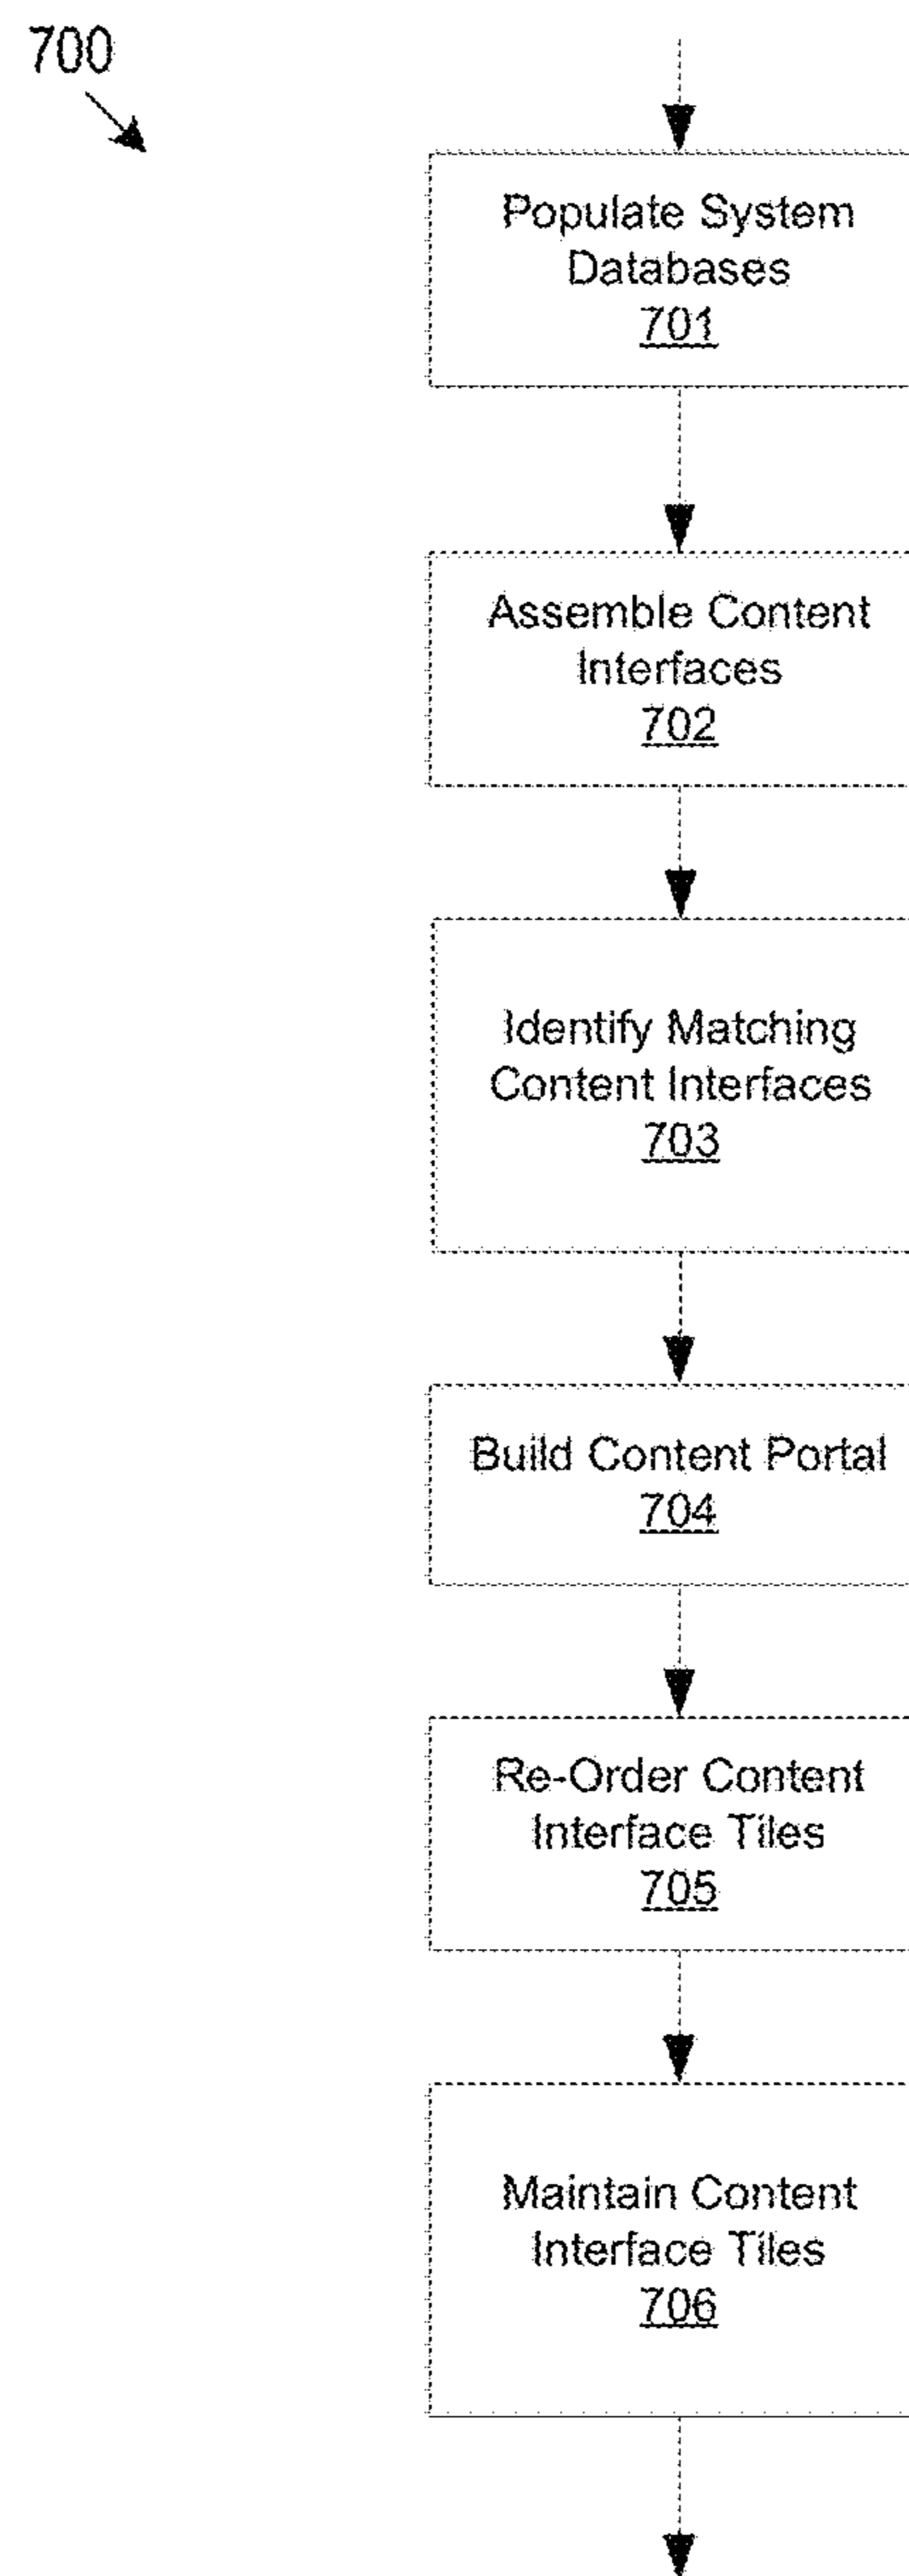 700
Populate System
Databases
701
Assemble Content
Interfaces
702
Identify Matching
Content Interfaces
703
Build Content Portal
704
Re-Order Content
Interface Tiles
705
Maintain Content
Interface Tiles
706